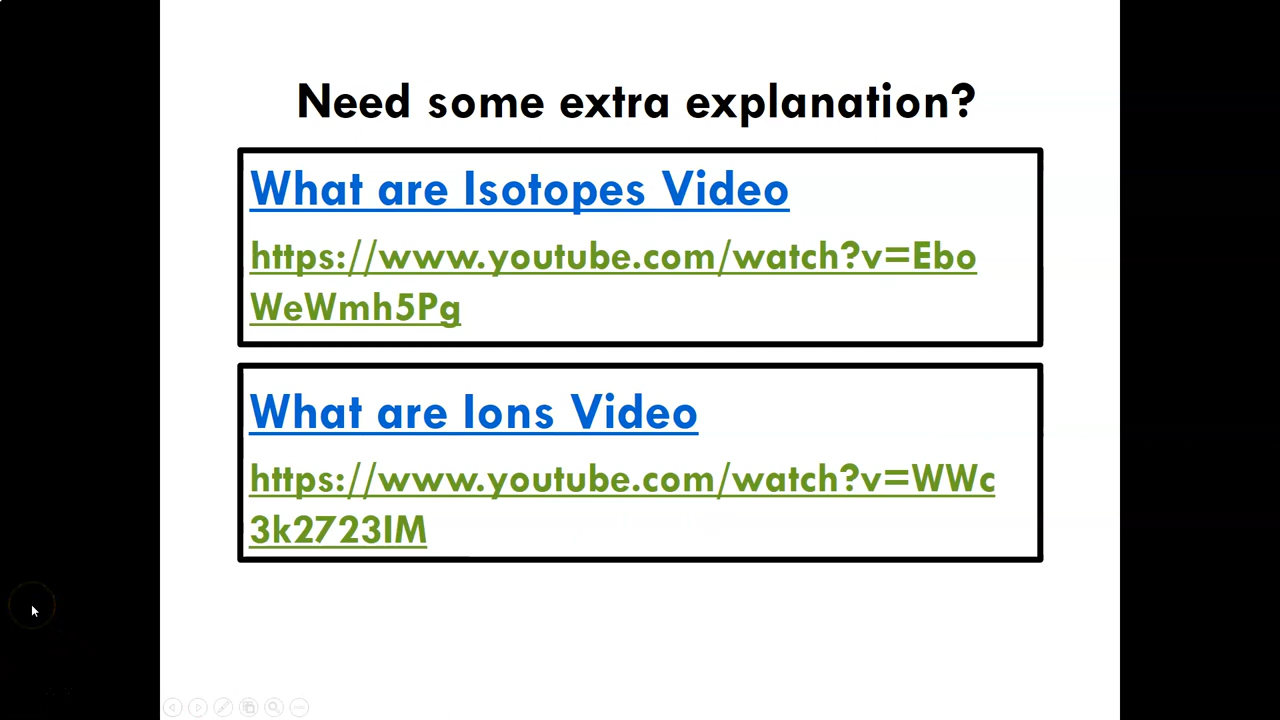 Need some extra explanation?
What are Isotopes Video
https://www.youtube.com/watch?v=Ebo
WeWmh5Pg
What are Ions Video
https://www.youtube.com/watch?v=WWc
3k2723IM